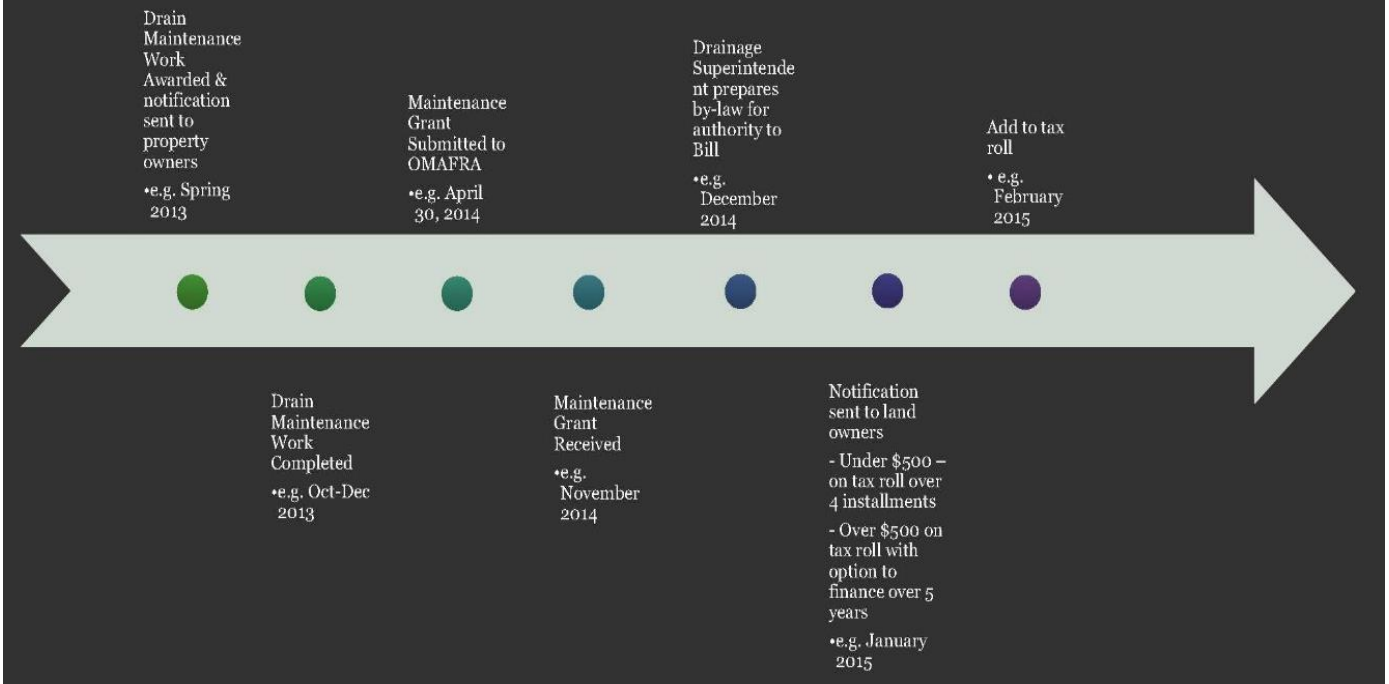 Drain
Maintenance
Work
Awarded &
notification
sent to
property
owners
•e.g. Spring
2013
Drain
Maintenance
Work
Completed
•e.g. Oct-Dec
2013
Maintenance
Grant
Submitted to
OMAFRA
•e.g. April
30, 2014
Maintenance
Grant
Received
•e.g.
November
2014
Drainage
Superintende
nt prepares
by-law for
authority to
Bill
•e.g.
December
2014
Notification
sent to land
owners
- Under $500 –
on tax roll over
4 installments
- Over $500 on
tax roll with
option to
finance over 5
years
•e.g. January
2015
Add to tax
roll
• e.g.
February
2015